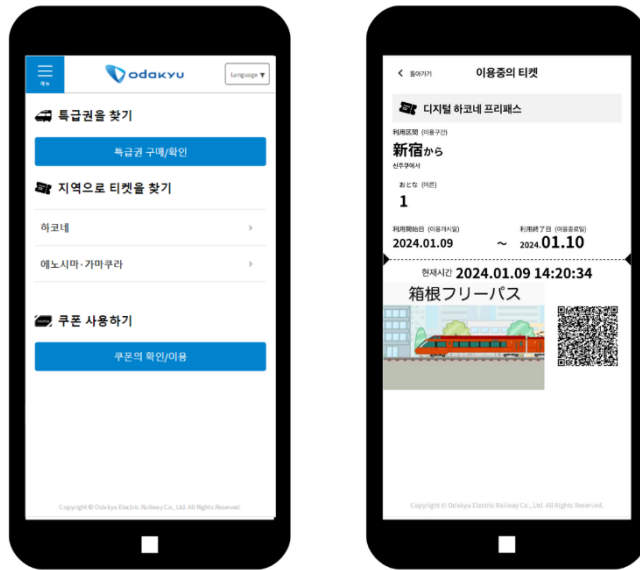 메뉴
odakyu
Language ▼
특급권을 찾기
특급권 구매/확인
지역으로 티켓을 찾기
하코네
에노시마·가마쿠라
쿠폰 사용하기
쿠폰의 확인/이용
Copyright © Odakyu Electric Railway Co., Ltd. All Rights Reserved.
돌아가기
이용중의 티켓
디지털 하코네 프리패스
利用区間 (이용구간)
新宿から
신주쿠에서
おとな (어른)
1
利用開始日 (이용개시일)
利用終了日 (이용종료일)
2024.01.09 ~ 2024.01.10
현재시간 2024.01.09 14:20:34
箱根フリーパス
Copyright © Odakyu Electric Railway Co., Ltd. All Rights Reserved.